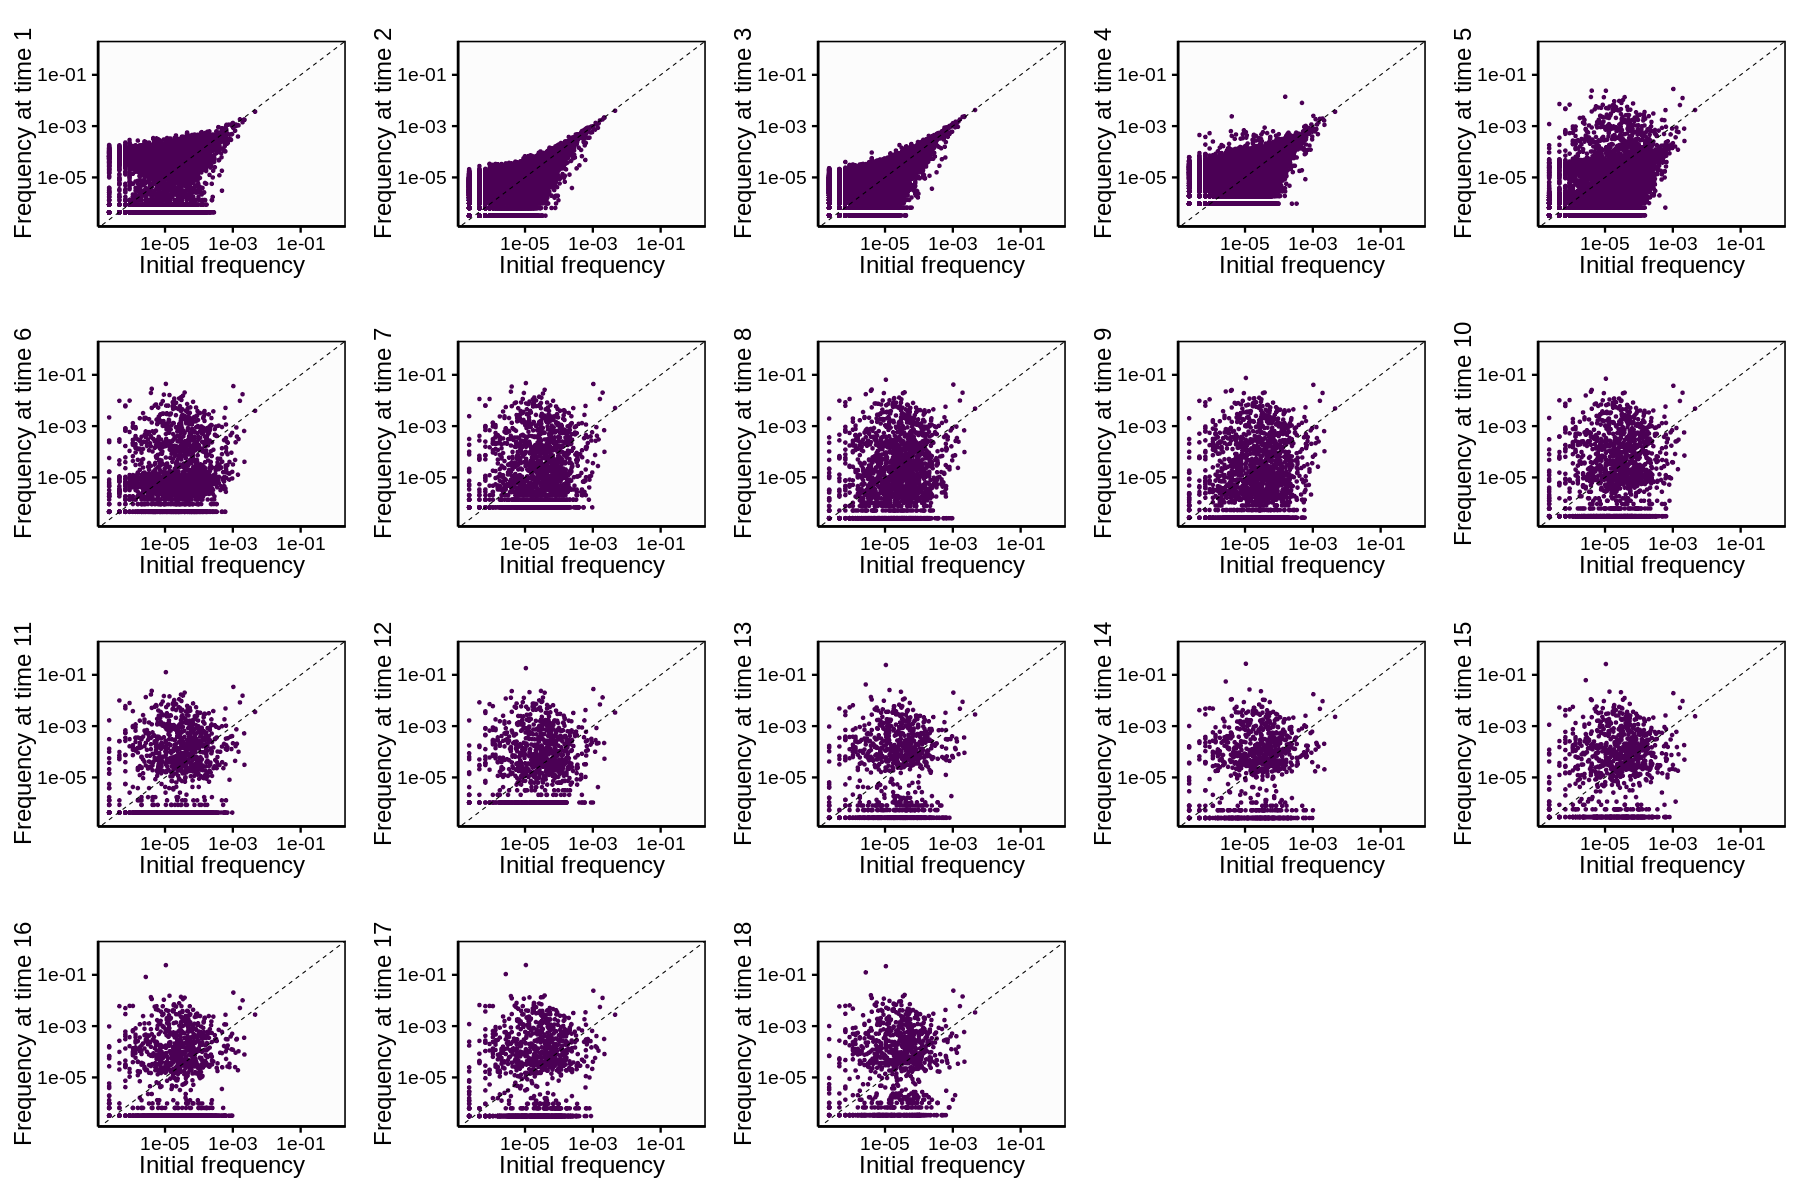 Frequency at time 1
1e-01
1e-03
1e-05
1e-05 1e-03 1e-01
Initial frequency
Frequency at time 2
1e-01
1e-03
1e-05
1e-05 1e-03 1e-01
Initial frequency
Frequency at time 3
1e-01
1e-03
1e-05
1e-05 1e-03 1e-01
Initial frequency
Frequency at time 4
1e-01
1e-03
1e-05
1e-05 1e-03 1e-01
Initial frequency
Frequency at time 5
1e-01
1e-03
1e-05
1e-05 1e-03 1e-01
Initial frequency
Frequency at time 6
1e-01
1e-03
1e-05
1e-05 1e-03 1e-01
Initial frequency
Frequency at time 7
1e-01
1e-03
1e-05
1e-05 1e-03 1e-01
Initial frequency
Frequency at time 8
1e-01
1e-03
1e-05
1e-05 1e-03 1e-01
Initial frequency
Frequency at time 9
1e-01
1e-03
1e-05
1e-05 1e-03 1e-01
Initial frequency
Frequency at time 10
1e-01
1e-03
1e-05
1e-05 1e-03 1e-01
Initial frequency
Frequency at time 11
1e-01
1e-03
1e-05
1e-05 1e-03 1e-01
Initial frequency
Frequency at time 12
1e-01
1e-03
1e-05
1e-05 1e-03 1e-01
Initial frequency
Frequency at time 13
1e-01
1e-03
1e-05
1e-05 1e-03 1e-01
Initial frequency
Frequency at time 14
1e-01
1e-03
1e-05
1e-05 1e-03 1e-01
Initial frequency
Frequency at time 15
1e-01
1e-03
1e-05
1e-05 1e-03 1e-01
Initial frequency
Frequency at time 16
1e-01
1e-03
1e-05
1e-05 1e-03 1e-01
Initial frequency
Frequency at time 17
1e-01
1e-03
1e-05
1e-05 1e-03 1e-01
Initial frequency
Frequency at time 18
1e-01
1e-03
1e-05
1e-05 1e-03 1e-01
Initial frequency